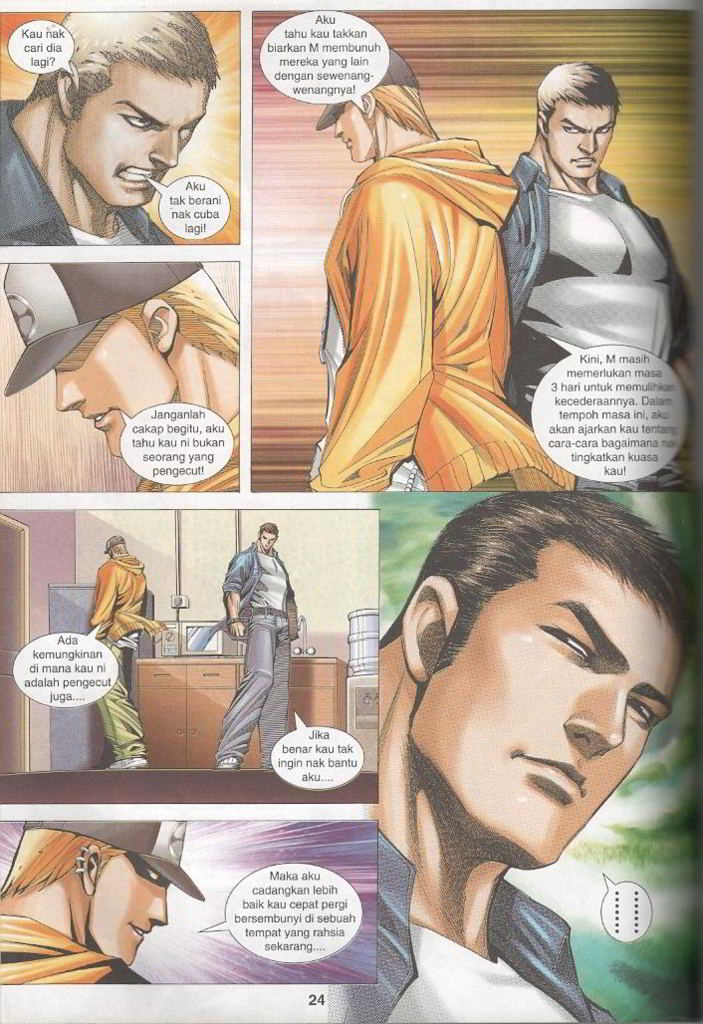 Kau nak
cari dia
lagi?
Aku
tak berani
nak cuba
lagi!
Aku
tahu kau takkan
biarkan M membunuh
mereka yang lain
dengan sewenang-
wenangnya!
Kini, M masih
memerlukan masa
3 hari untuk memulihkan
kecederaannya. Dalam
tempoh masa ini, aku
akan ajarkan kau tentang
cara-cara bagaimana nak
tingkatkan kuasa
kau!
Janganlah
cakap begitu, aku
tahu kau ni bukan
seorang yang
pengecut!
Ada
kemungkinan
di mana kau ni
adalah pengecut
juga....
Jika
benar kau tak
ingin nak bantu
aku....
Maka aku
cadangkan lebih
baik kau cepat pergi
bersembunyi di sebuah
tempat yang rahsia
sekarang....
24